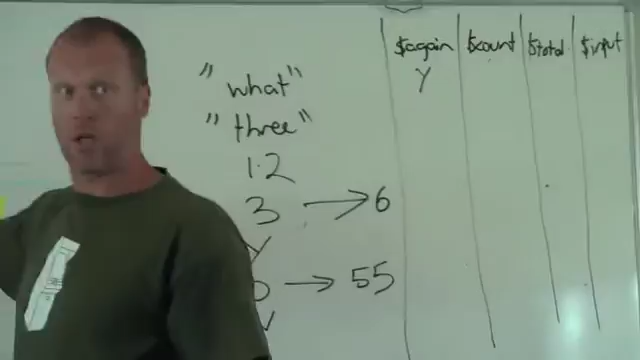 "what"
"three"
1.2
3 → 6
y
→ 55
$again $count $total $input
Y